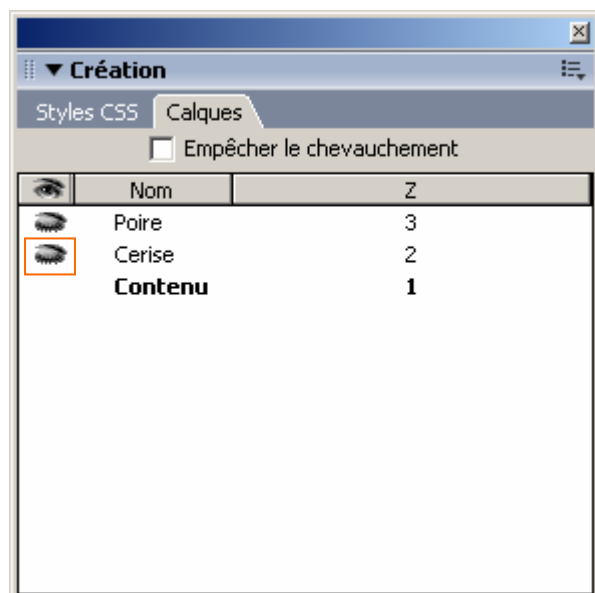 Création
Styles CSS Calques
Empêcher le chevauchement
Nom Z
Poire 3
Cerise 2
Contenu 1